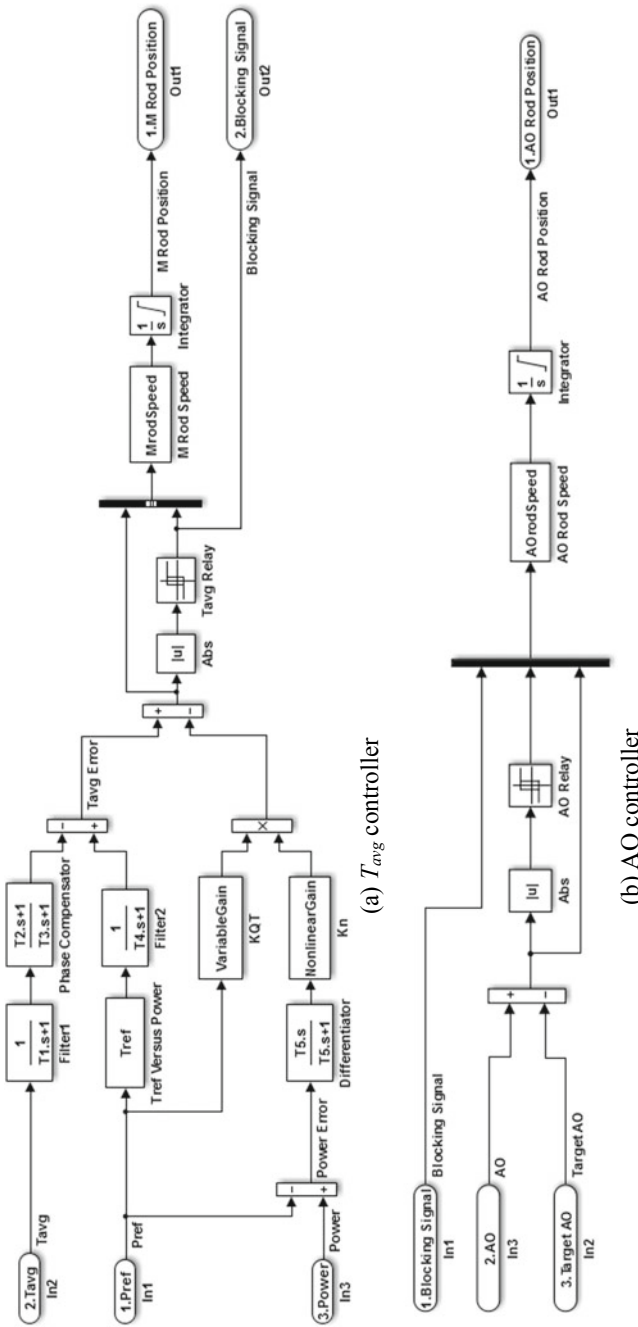 2.Tavg
In2
Tavg
1
T1.s+1
Filter1
T2.s+1
T3.s+1
Phase Compensator
1.Pref
In1
Pref
Tref
Tref Versus Power
1
T4.s+1
Filter2
−
+
Tavg Error
VariableGain
KQT
3.Power
In3
Power
−
+
Power Error
T5.s
T5.s+1
Differentiator
NonlinearGain
Kn
×
+
−
|u|
Abs
Tavg Relay
MrodSpeed
M Rod Speed
1
s
Integrator
M Rod Position
1.M Rod Position
Out1
Blocking Signal
2.Blocking Signal
Out2
(a) Tavg controller
1.Blocking Signal
In1
Blocking Signal
2.AO
In3
AO
3.Target AO
In2
Target AO
+
−
|u|
Abs
AO Relay
AOrodSpeed
AO Rod Speed
1
s
Integrator
AO Rod Position
1.AO Rod Position
Out1
(b) AO controller